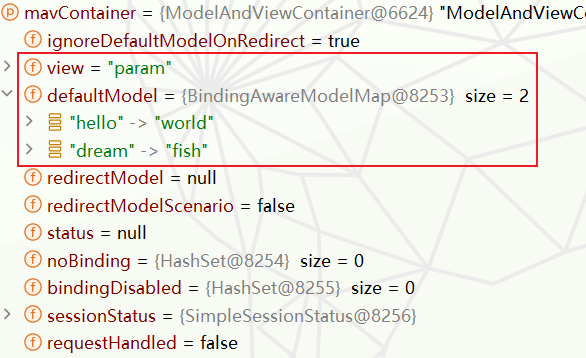 mavContainer = {ModelAndViewContainer@6624} "ModelAndViewCo
ignoreDefaultModelOnRedirect = true
view = "param"
defaultModel = {BindingAwareModelMap@8253} size = 2
"hello" -> "world"
"dream" -> "fish"
redirectModel = null
redirectModelScenario = false
status = null
noBinding = {HashSet@8254} size = 0
bindingDisabled = {HashSet@8255} size = 0
sessionStatus = {SimpleSessionStatus@8256}
requestHandled = false